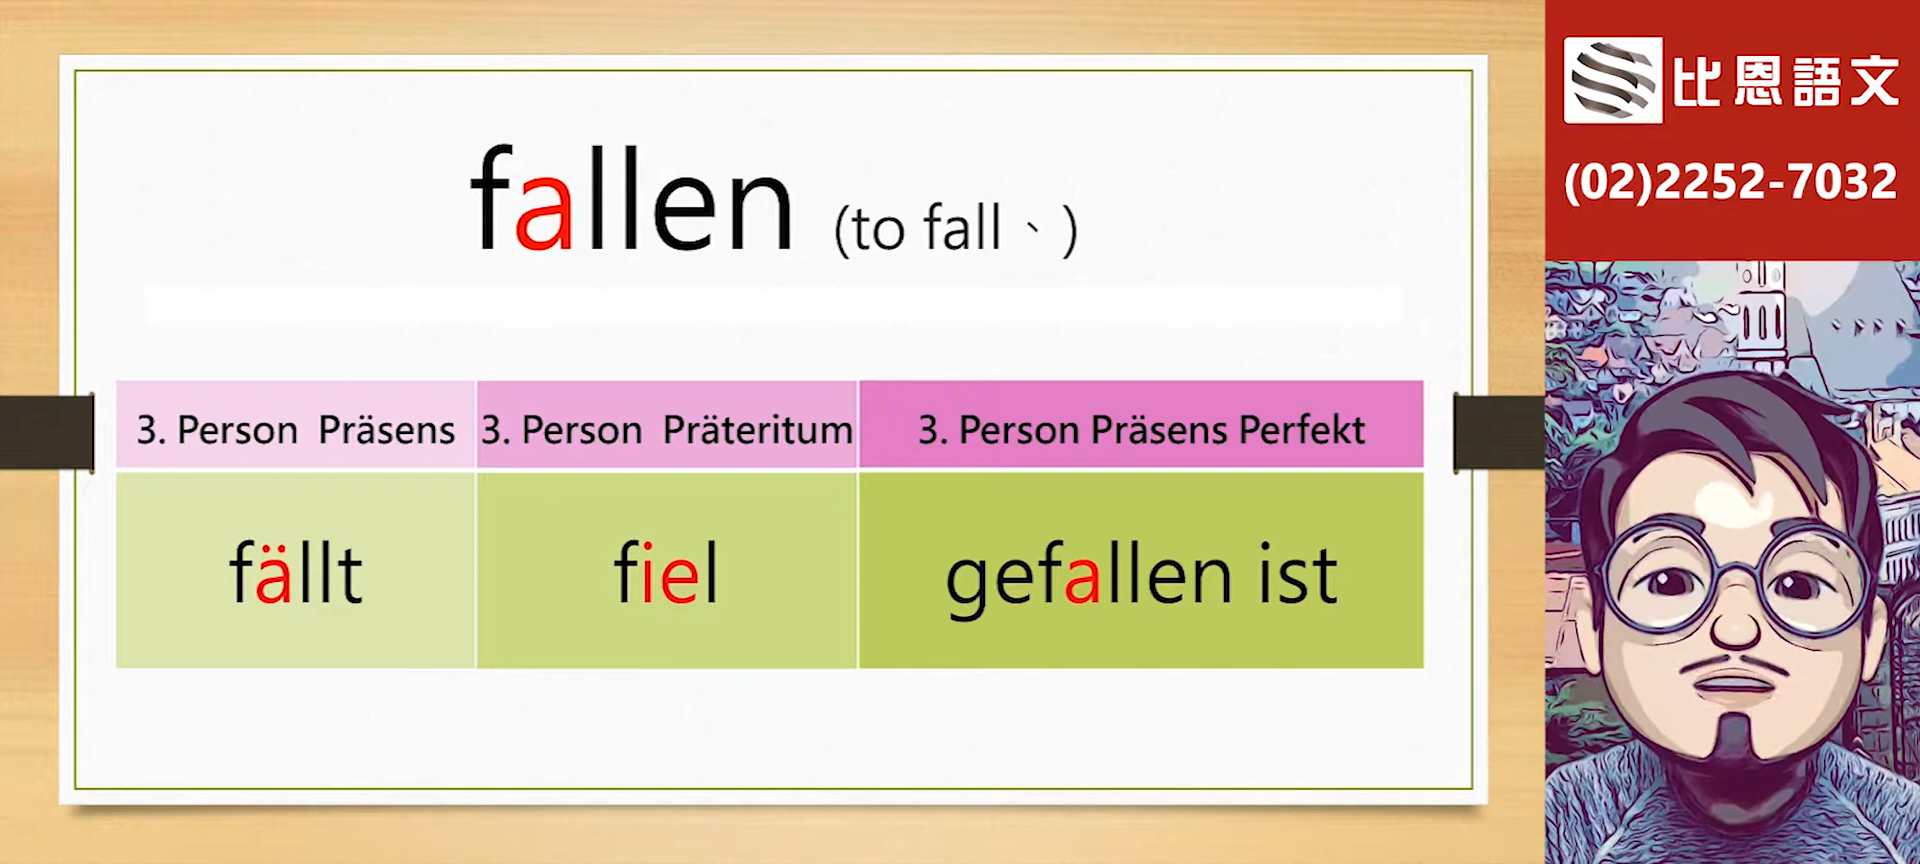 fallen (to fall、)
3. Person Präsens
3. Person Präteritum
3. Person Präsens Perfekt
fällt
fiel
gefallen ist
比恩語文
(02)2252-7032